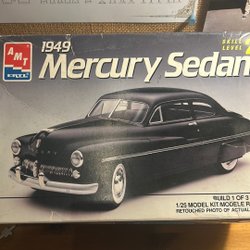 AMT
ERTL
1949
Mercury Sedan
SKILL
LEVEL 2
BUILD 1 OF 3
1/25 MODEL KIT/MODELE
RETOUCHED PHOTO OF ACTUAL